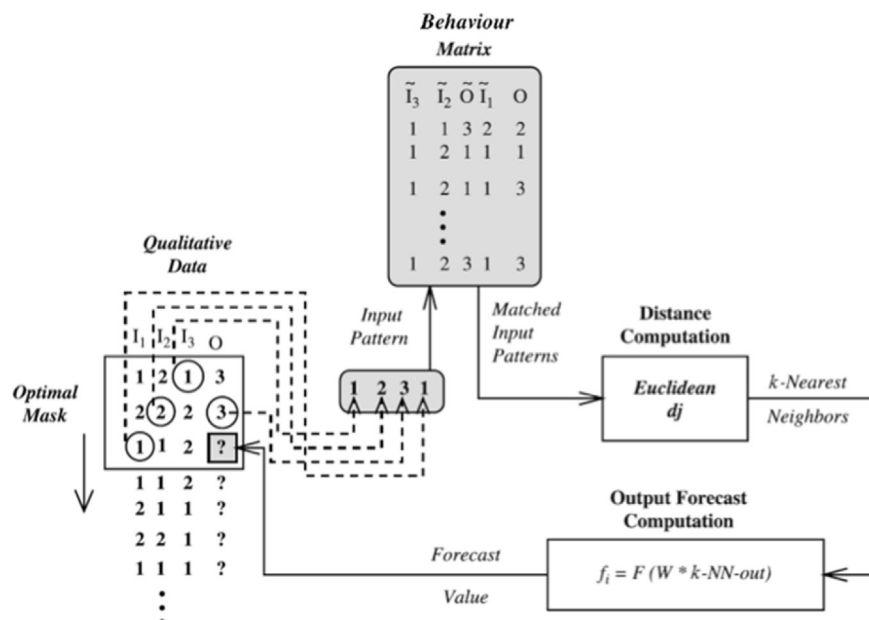 Behaviour
Matrix
Ĩ3 Ĩ2 Õ Ĩ1 O
1 1 3 2 2
1 2 1 1 1
1 2 1 1 3
1 2 3 1 3
Qualitative
Data
Input
Pattern
Matched
Input
Patterns
Distance
Computation
I1 I2 I3 O
1 2 1 3
2 2 2 3
1 1 2 ?
1 1 2 ?
2 1 1 ?
2 2 1 ?
1 1 1 ?
Optimal
Mask
1 2 3 1
Euclidean
dj
k-Nearest
Neighbors
Output Forecast
Computation
fi = F (W * k-NN-out)
Forecast
Value